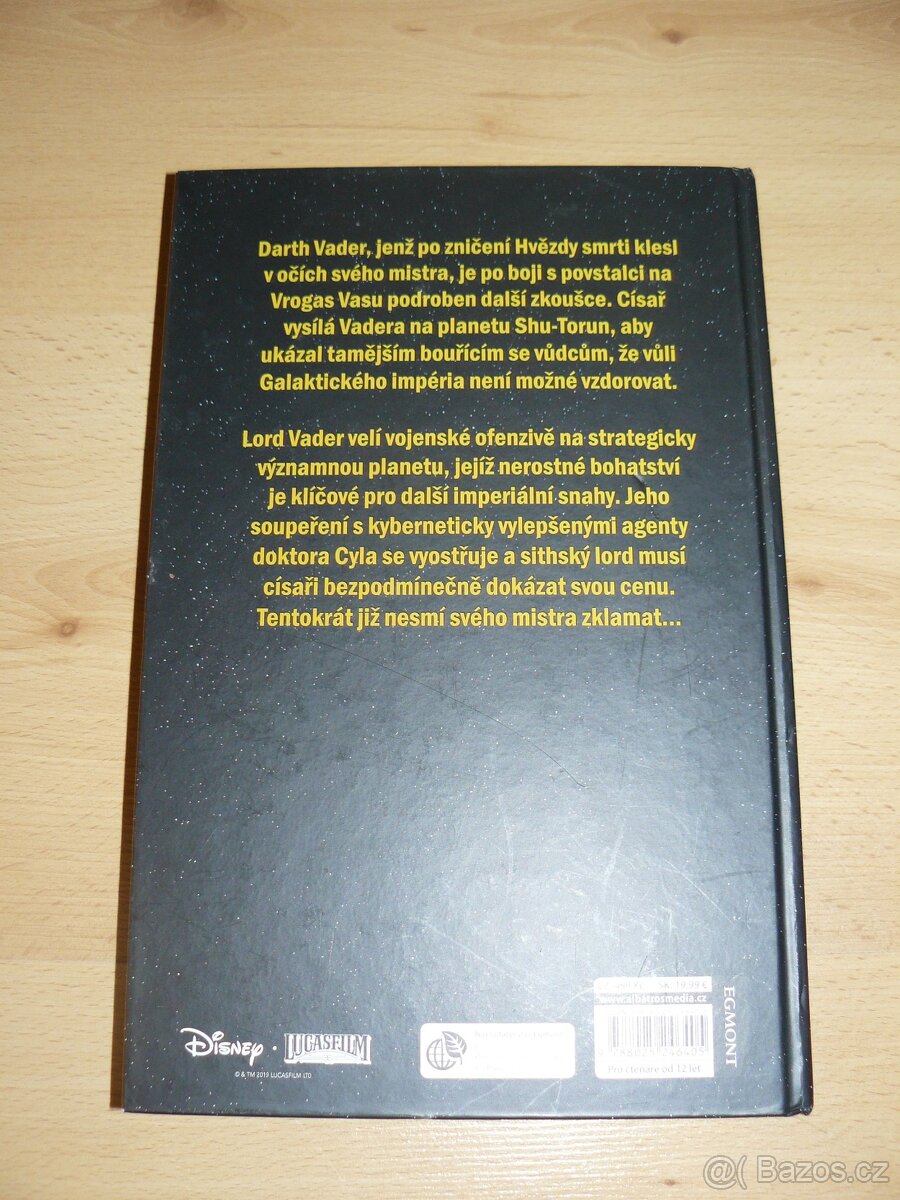 Darth Vader, jenž po zničení Hvězdy smrti klesl
v očích svého mistra, je po boji s povstalci na
Vrogas Vasu podroben další zkoušce. Císař
vysílá Vadera na planetu Shu-Torun, aby
ukázal tamějším bouřícím se vůdcům, že vůli
Galaktického impéria není možné vzdorovat.
Lord Vader velí vojenské ofenzivě na strategicky
významnou planetu, jejíž nerostné bohatství
je klíčové pro další imperiální snahy. Jeho
soupeření s kyberneticky vylepšenými agenty
doktora Cyla se vyostřuje a sithský lord musí
císaři bezpodmínečně dokázat svou cenu.
Tentokrát již nesmí svého mistra zklamat...
19,99 €
www.albatrosmedia.cz
EGMONT
Disney · LUCASFILM
© & TM 2019 LUCASFILM LTD
Pro čtenáře od 12 let
@( Bazos.cz